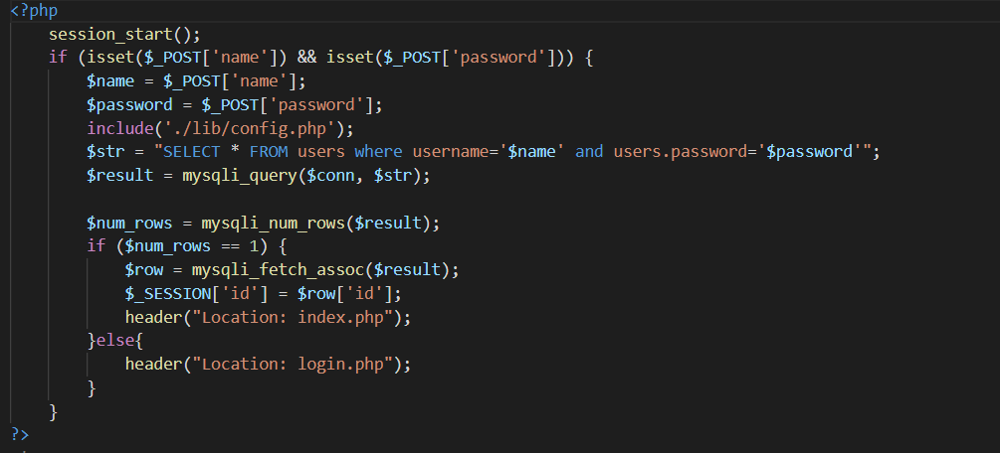 <?php
    session_start();
    if (isset($_POST['name']) && isset($_POST['password'])) {
        $name = $_POST['name'];
        $password = $_POST['password'];
        include('./lib/config.php');
        $str = "SELECT * FROM users where username='$name' and users.password='$password'";
        $result = mysqli_query($conn, $str);

        $num_rows = mysqli_num_rows($result);
        if ($num_rows == 1) {
            $row = mysqli_fetch_assoc($result);
            $_SESSION['id'] = $row['id'];
            header("Location: index.php");
        }else{
            header("Location: login.php");
        }
    }
?>